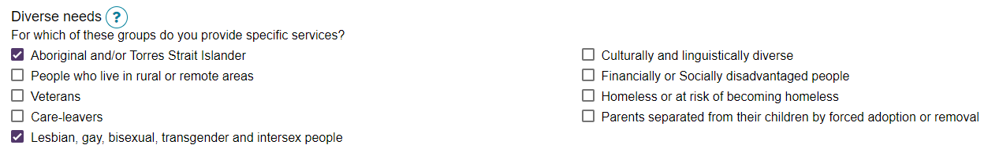 Diverse needs ?
For which of these groups do you provide specific services?
Aboriginal and/or Torres Strait Islander
People who live in rural or remote areas
Veterans
Care-leavers
Lesbian, gay, bisexual, transgender and intersex people
Culturally and linguistically diverse
Financially or Socially disadvantaged people
Homeless or at risk of becoming homeless
Parents separated from their children by forced adoption or removal